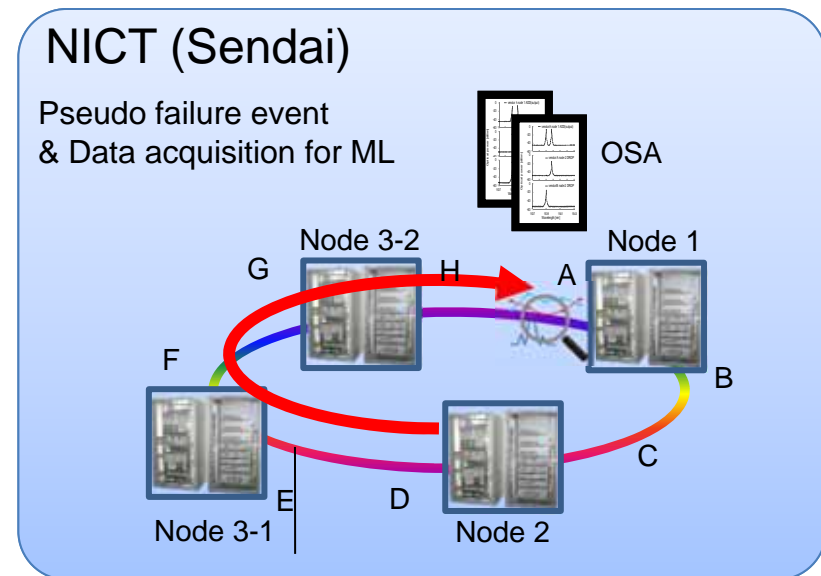 NICT (Sendai)
Pseudo failure event
& Data acquisition for ML
OSA
Node 3-2
Node 1
G
H
A
F
B
C
E
D
Node 3-1
Node 2